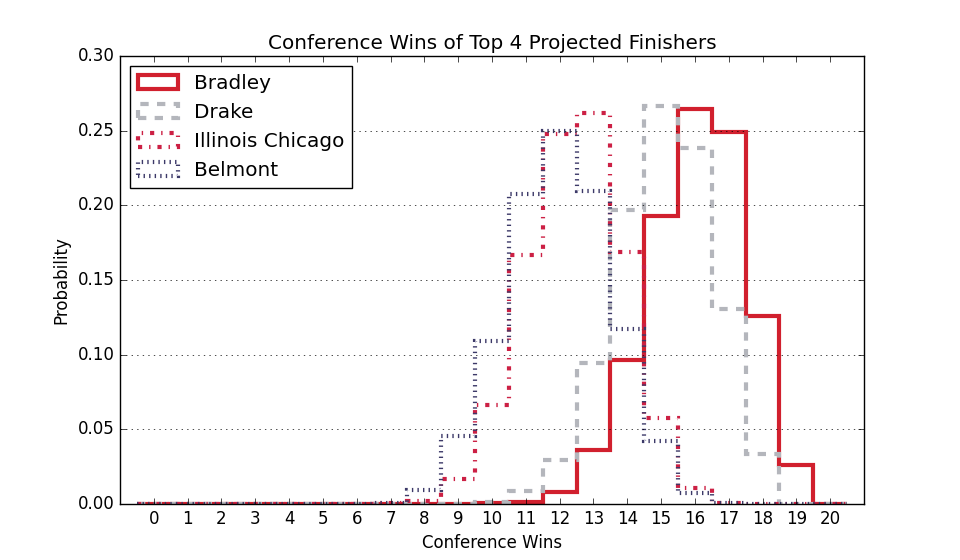 Conference Wins of Top 4 Projected Finishers
0.30
0.25
0.20
0.15
0.10
0.05
0.00
Probability
Bradley
Drake
Illinois Chicago
Belmont
0 1 2 3 4 5 6 7 8 9 10 11 12 13 14 15 16 17 18 19 20
Conference Wins